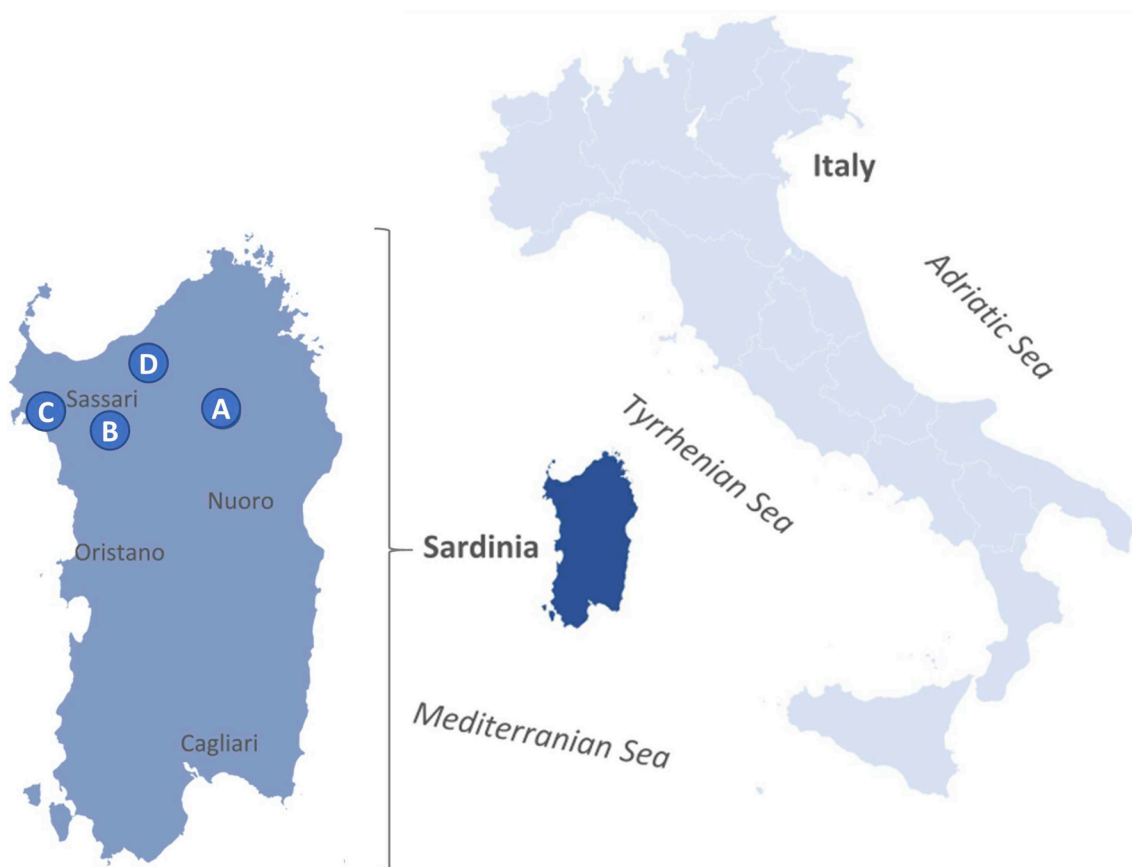 Italy
Adriatic Sea
Tyrrhenian Sea
Sardinia
Mediterranian Sea
D
Sassari
C
B
A
Nuoro
Oristano
Cagliari